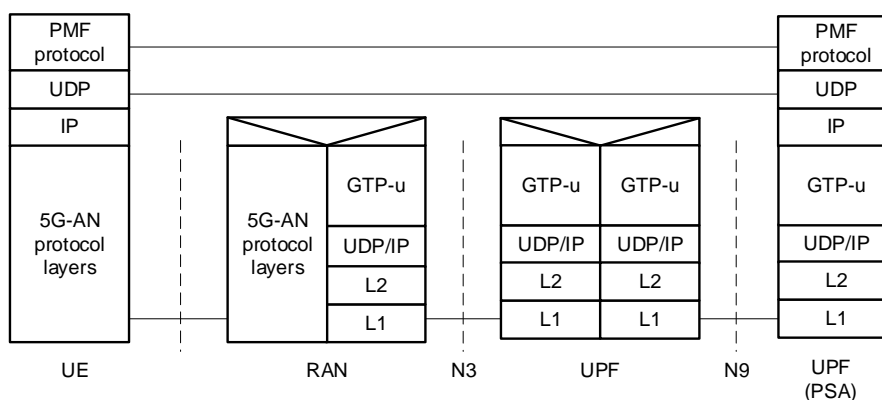 PMF
protocol
UDP
IP
5G-AN
protocol
layers
UE
5G-AN
protocol
layers
GTP-u
UDP/IP
L2
L1
RAN
N3
GTP-u
UDP/IP
L2
L1
GTP-u
UDP/IP
L2
L1
UPF
N9
PMF
protocol
UDP
IP
GTP-u
UDP/IP
L2
L1
UPF
(PSA)